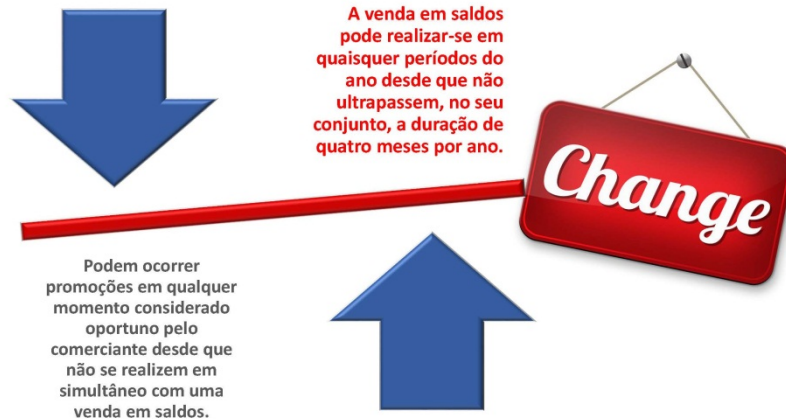 A venda em saldos
pode realizar-se em
quaisquer períodos do
ano desde que não
ultrapassem, no seu
conjunto, a duração de
quatro meses por ano.
Change
Podem ocorrer
promoções em qualquer
momento considerado
oportuno pelo
comerciante desde que
não se realizem em
simultâneo com uma
venda em saldos.